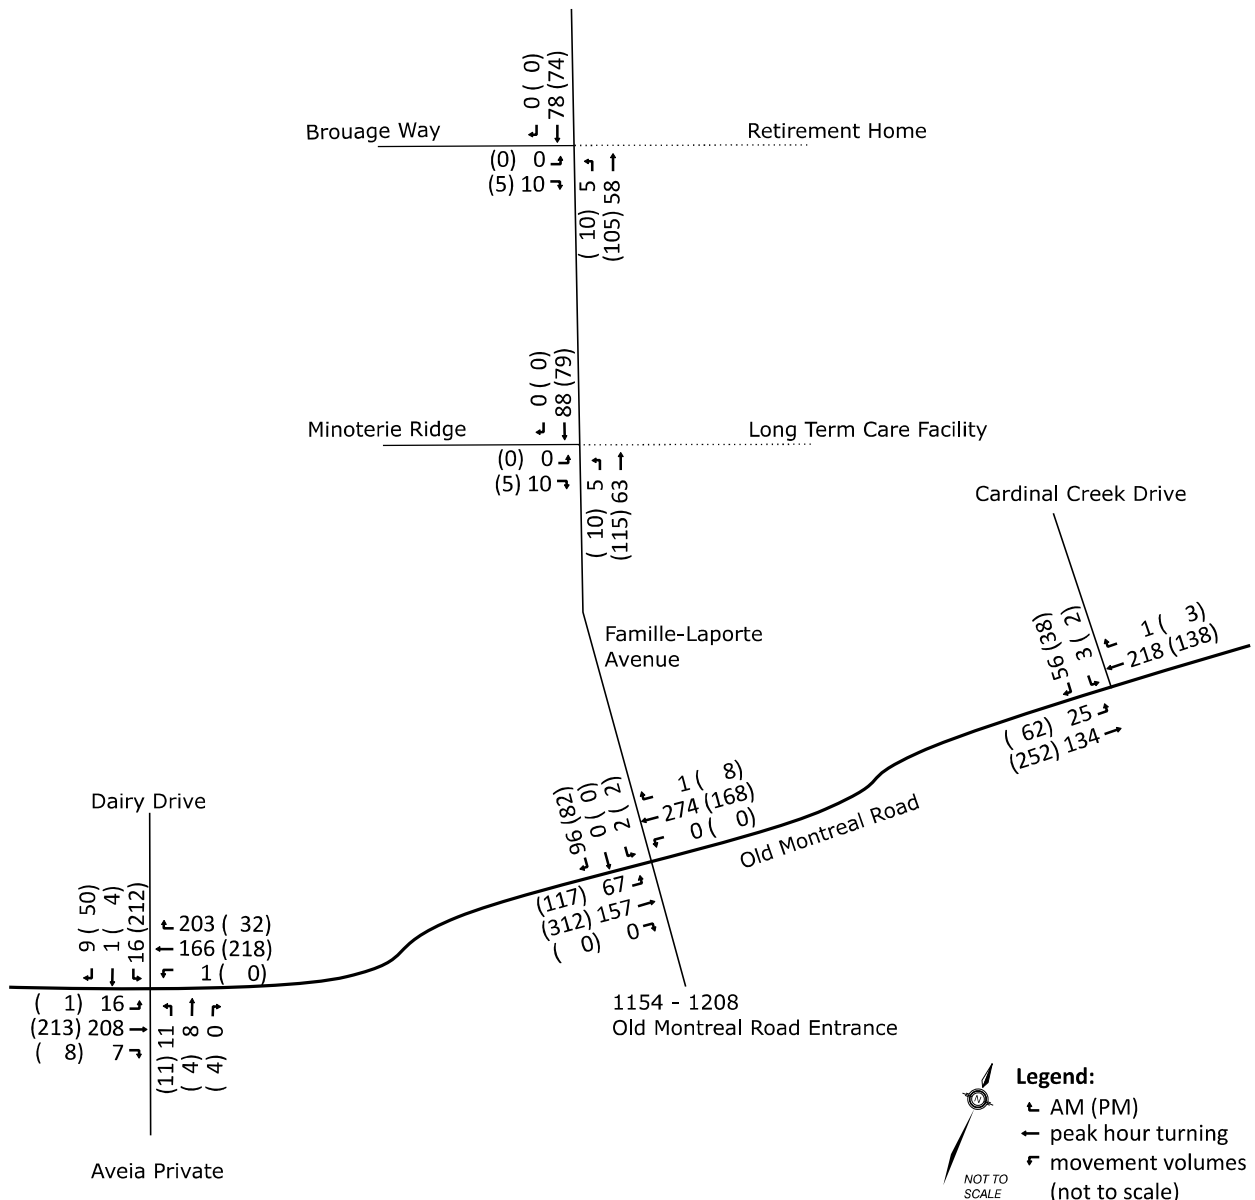 0 ( 0)
78 (74)
Brouage Way
Retirement Home
(0) 0
(5) 10
( 10) 5
(105) 58
0 ( 0)
88 (79)
Minoterie Ridge
Long Term Care Facility
(0) 0
(5) 10
( 10) 5
(115) 63
Cardinal Creek Drive
56 (38)
3 ( 2)
1 ( 3)
218 (138)
( 62) 25
(252) 134
Famille-Laporte
Avenue
96 (82)
0 ( 0)
2 ( 2)
1 ( 8)
274 (168)
0 ( 0)
Old Montreal Road
(117) 67
(312) 157
( 0) 0
1154 - 1208
Old Montreal Road Entrance
Dairy Drive
9 ( 50)
1 ( 4)
16 (212)
203 ( 32)
166 (218)
1 ( 0)
( 1) 16
(213) 208
( 8) 7
(11) 11
( 4) 8
( 4) 0
Aveia Private
N
NOT TO
SCALE
Legend:
AM (PM)
peak hour turning
movement volumes
(not to scale)